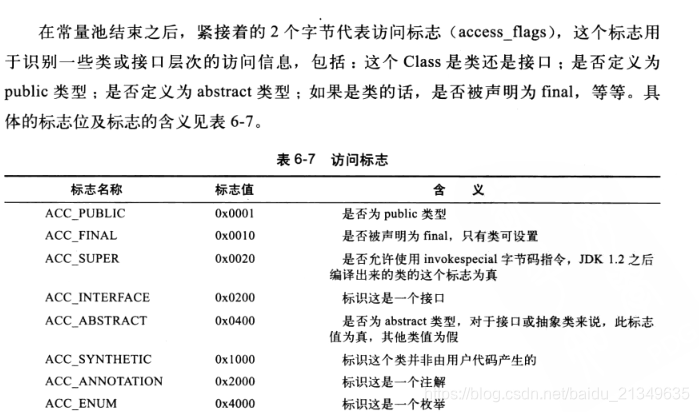 在常量池结束之后，紧接着的 2 个字节代表访问标志（access_flags），这个标志用
于识别一些类或接口层次的访问信息，包括：这个 Class 是类还是接口；是否定义为
public 类型；是否定义为 abstract 类型；如果是类的话，是否被声明为 final，等等。具
体的标志位及标志的含义见表 6-7。
表 6-7 访问标志
标志名称 标志值 含 义
ACC_PUBLIC 0x0001 是否为 public 类型
ACC_FINAL 0x0010 是否被声明为 final，只有类可设置
ACC_SUPER 0x0020 是否允许使用 invokespecial 字节码指令，JDK 1.2 之后
编译出来的类的这个标志为真
ACC_INTERFACE 0x0200 标识这是一个接口
ACC_ABSTRACT 0x0400 是否为 abstract 类型，对于接口或抽象类来说，此标志
值为真，其他类值为假
ACC_SYNTHETIC 0x1000 标识这个类并非由用户代码产生的
ACC_ANNOTATION 0x2000 标识这是一个注解
ACC_ENUM 0x4000 标识这是一个枚举
https://blog.csdn.net/baidu_21349635